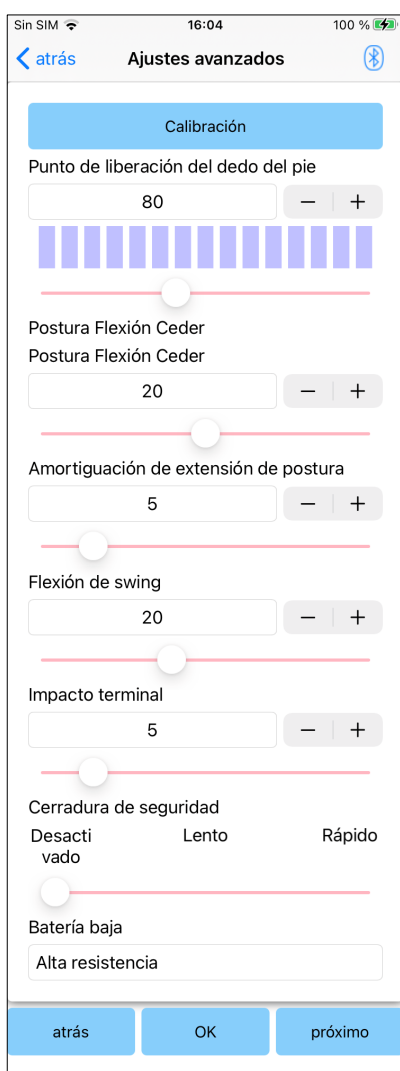 Sin SIM 16:04 100 %
atrás Ajustes avanzados
Calibración
Punto de liberación del dedo del pie
80 − +
Postura Flexión Ceder
Postura Flexión Ceder
20 − +
Amortiguación de extensión de postura
5 − +
Flexión de swing
20 − +
Impacto terminal
5 − +
Cerradura de seguridad
Desacti Lento Rápido
vado
Batería baja
Alta resistencia
atrás OK próximo